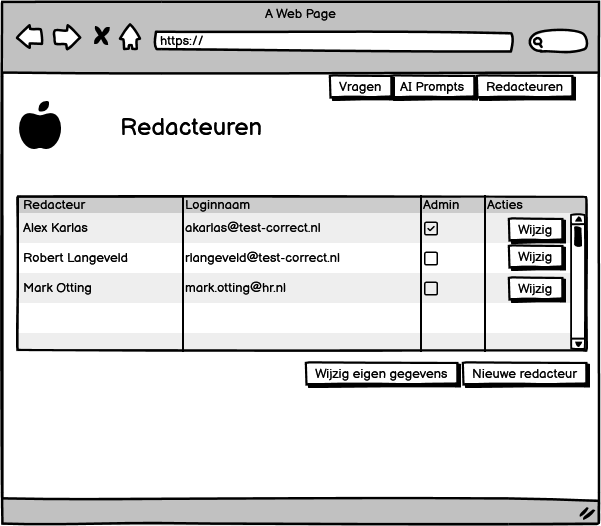 A Web Page
https://
Vragen AI Prompts Redacteuren
Redacteuren
Redacteur Loginnaam Admin Acties
Alex Karlas akarlas@test-correct.nl Wijzig
Robert Langeveld rlangeveld@test-correct.nl Wijzig
Mark Otting mark.otting@hr.nl Wijzig
Wijzig eigen gegevens Nieuwe redacteur